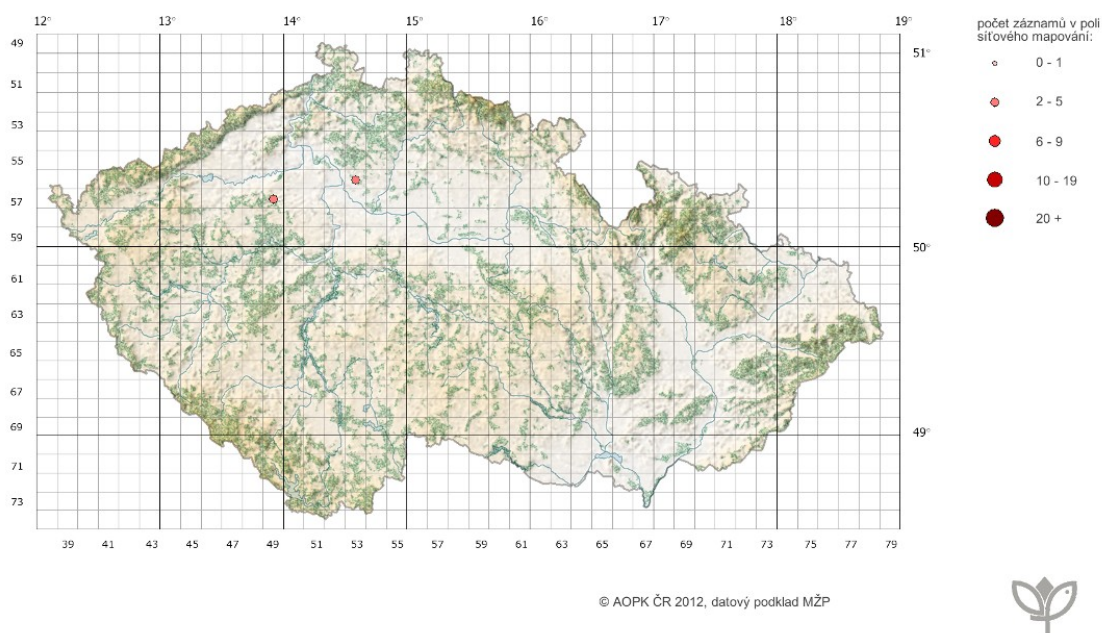 12° 13° 14° 15° 16° 17° 18° 19°
počet záznamů v poli
síťového mapování:
0 - 1
2 - 5
6 - 9
10 - 19
20 +
49
51
53
55
57
59
61
63
65
67
69
71
73
51°
50°
49°
39 41 43 45 47 49 51 53 55 57 59 61 63 65 67 69 71 73 75 77 79
© AOPK ČR 2012, datový podklad MŽP